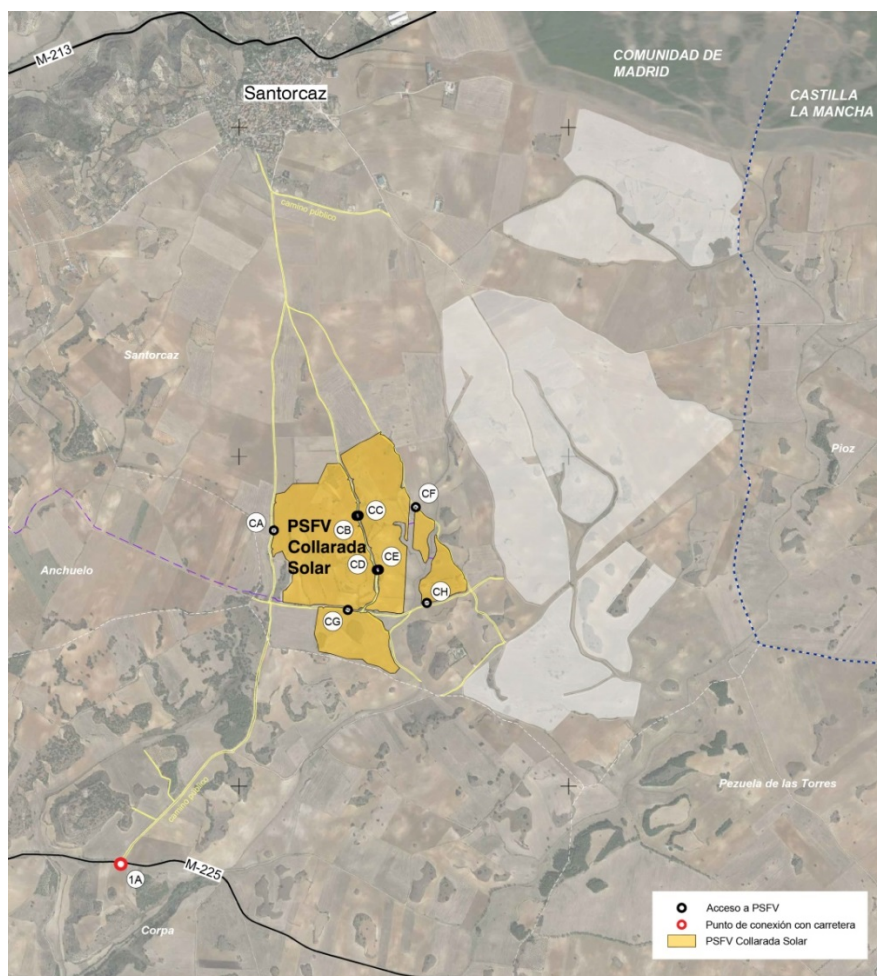 M-213
Santorcaz
COMUNIDAD DE
MADRID
CASTILLA
LA MANCHA
camino público
Santorcaz
Pioz
CF
CC
CA
CB
PSFV
Collarada
Solar
CD
CE
Anchuelo
CH
CG
Pezuela de las Torres
camino público
M-225
1A
Corpa
Acceso a PSFV
Punto de conexión con carretera
PSFV Collarada Solar